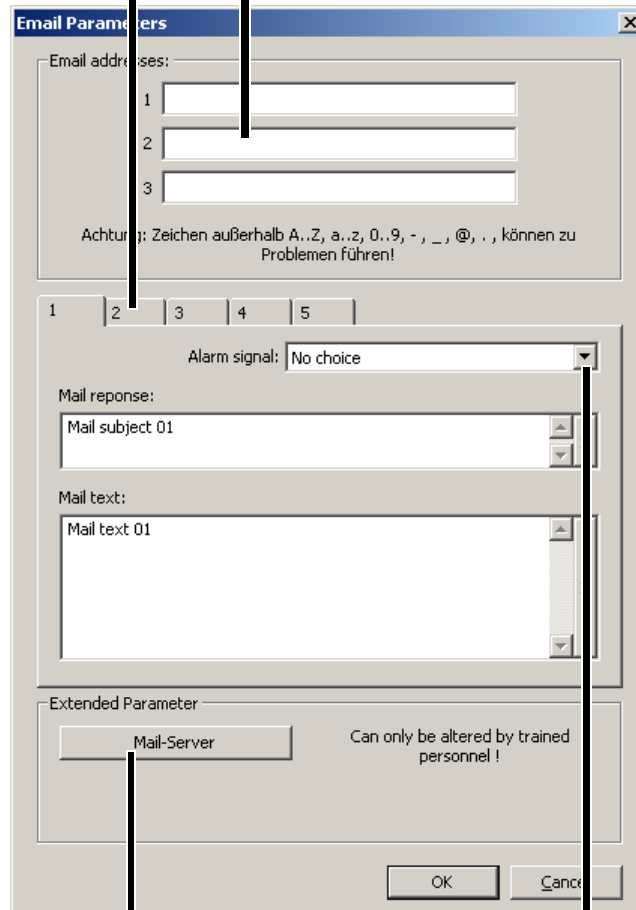 Email Parameters
Email addresses:
1
2
3
Achtung: Zeichen außerhalb A..Z, a..z, 0..9, - , _ , @, . , können zu
Problemen führen!
1 2 3 4 5
Alarm signal: No choice
Mail reponse:
Mail subject 01
Mail text:
Mail text 01
Extended Parameter
Mail-Server
Can only be altered by trained
personnel !
OK Cancel